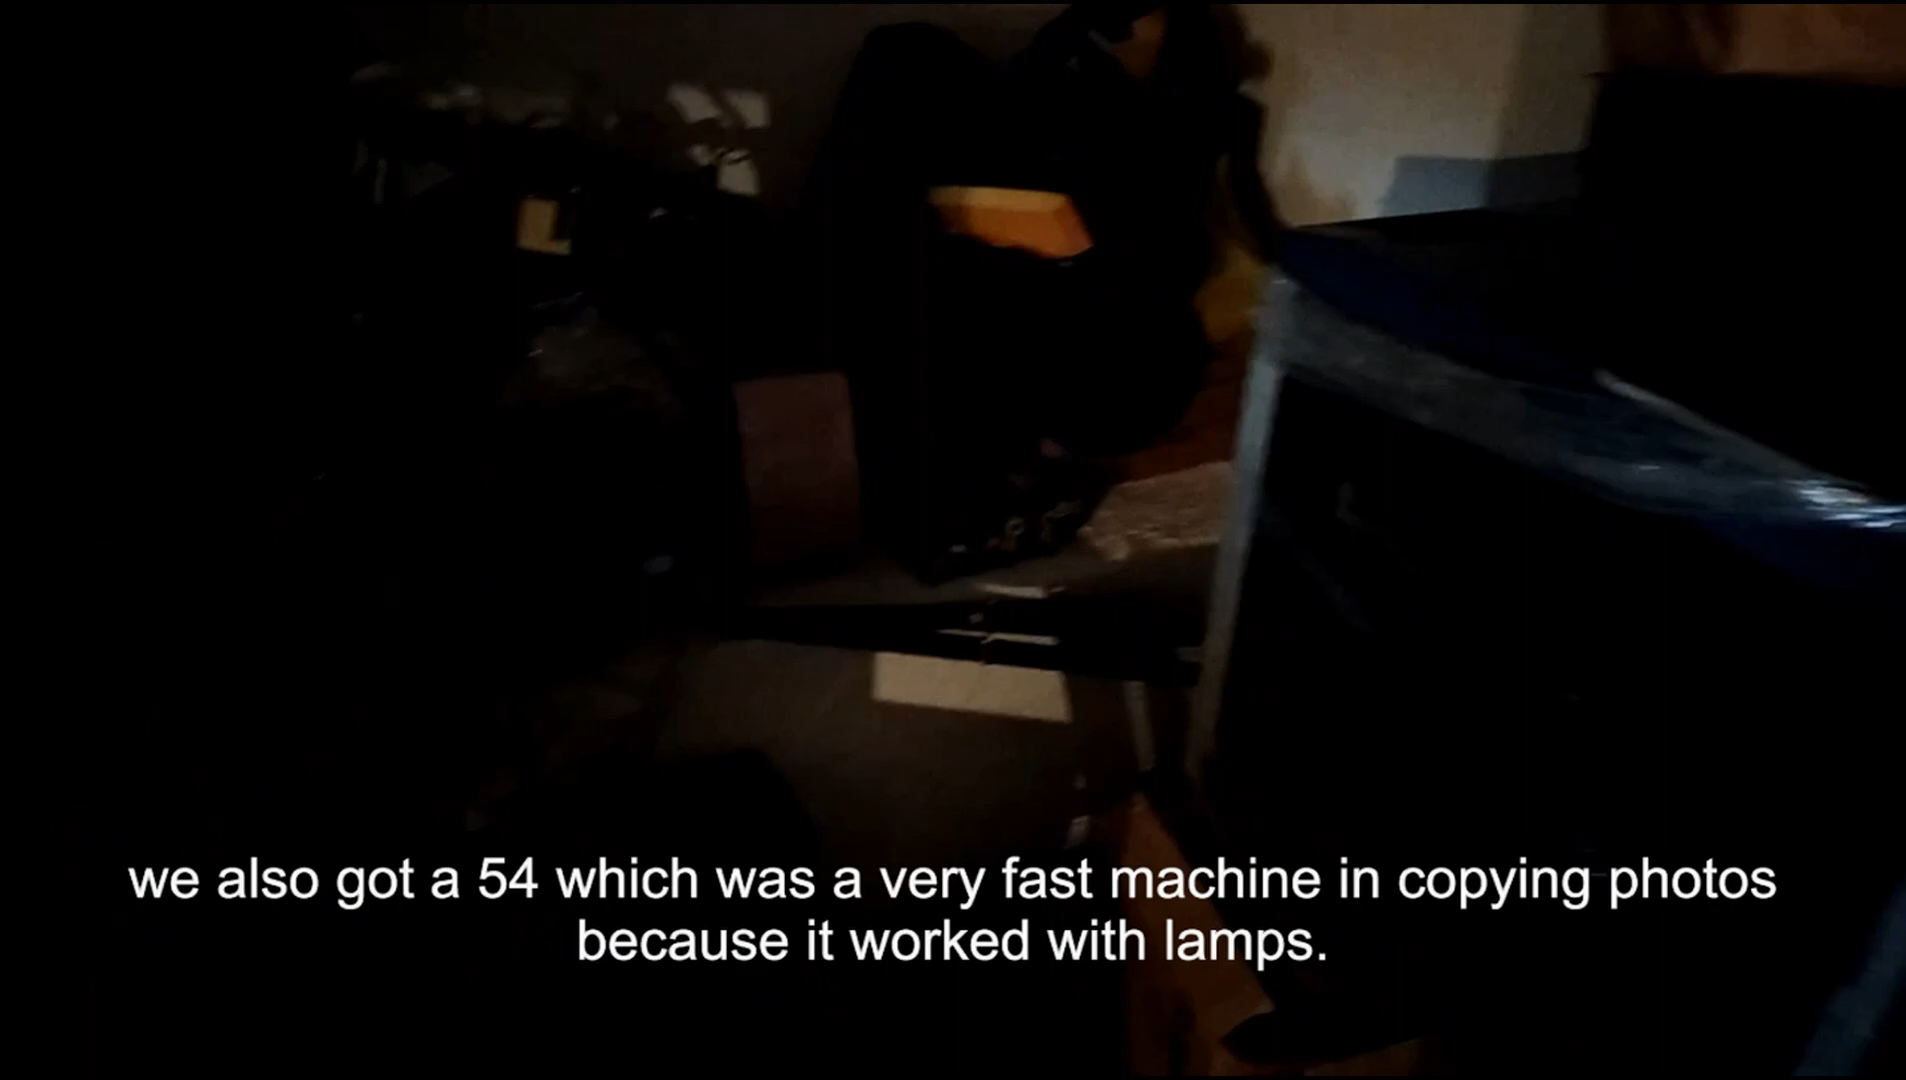 we also got a 54 which was a very fast machine in copying photos
because it worked with lamps.